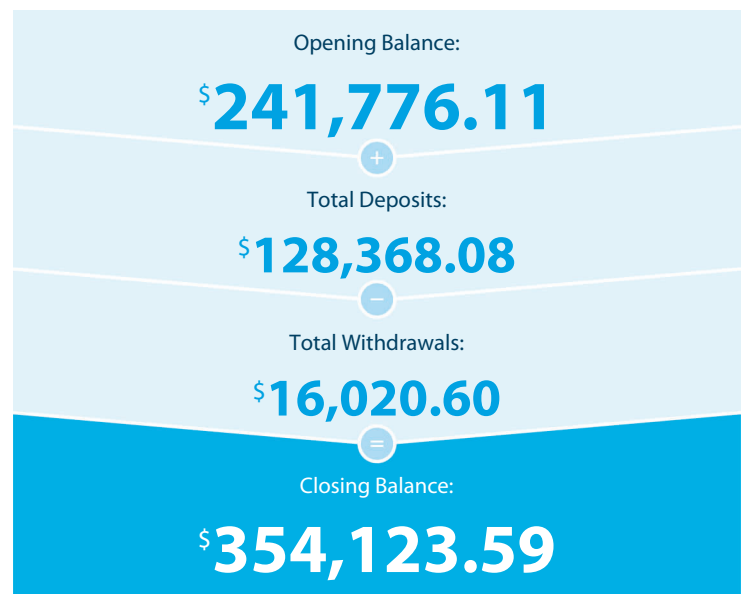 Opening Balance:
$241,776.11
+
Total Deposits:
$128,368.08
−
Total Withdrawals:
$16,020.60
=
Closing Balance:
$354,123.59